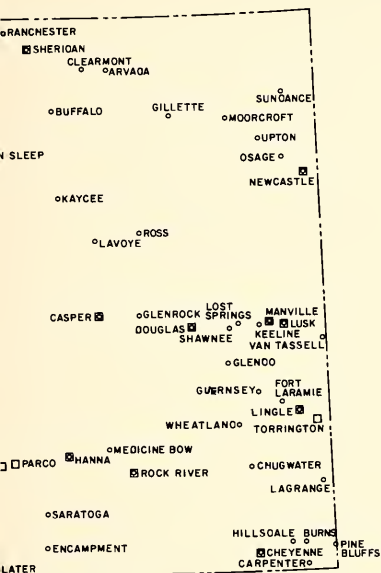 RANCHESTER
SHERIDAN
CLEARMONT
ARVADA
SUNDANCE
BUFFALO
GILLETTE
MOORCROFT
UPTON
N SLEEP
OSAGE
NEWCASTLE
KAYCEE
ROSS
LAVOYE
CASPER
GLENROCK
LOST
SPRINGS
MANVILLE
DOUGLAS
LUSK
SHAWNEE
KEELINE
VAN TASSELL
GLENDO
GUERNSEY
FORT
LARAMIE
LINGLE
WHEATLAND
TORRINGTON
MEDICINE BOW
PARCO
HANNA
ROCK RIVER
CHUGWATER
LAGRANGE
SARATOGA
HILLSDALE
BURNS
ENCAMPMENT
CHEYENNE
PINE
BLUFFS
CARPENTER
LATER